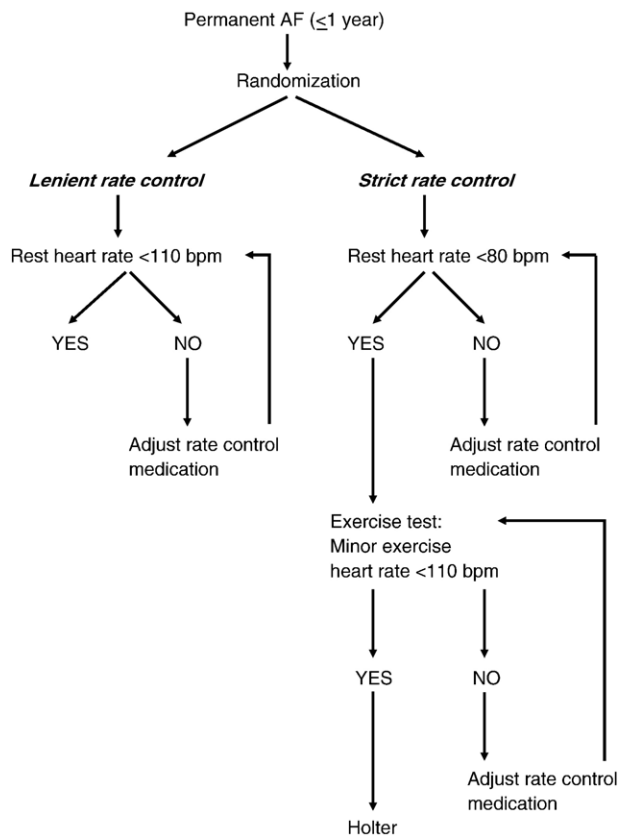 Permanent AF (≤1 year)
Randomization
Lenient rate control
Strict rate control
Rest heart rate <110 bpm
Rest heart rate <80 bpm
YES
NO
YES
NO
Adjust rate control
medication
Adjust rate control
medication
Exercise test:
Minor exercise
heart rate <110 bpm
YES
NO
Adjust rate control
medication
Holter